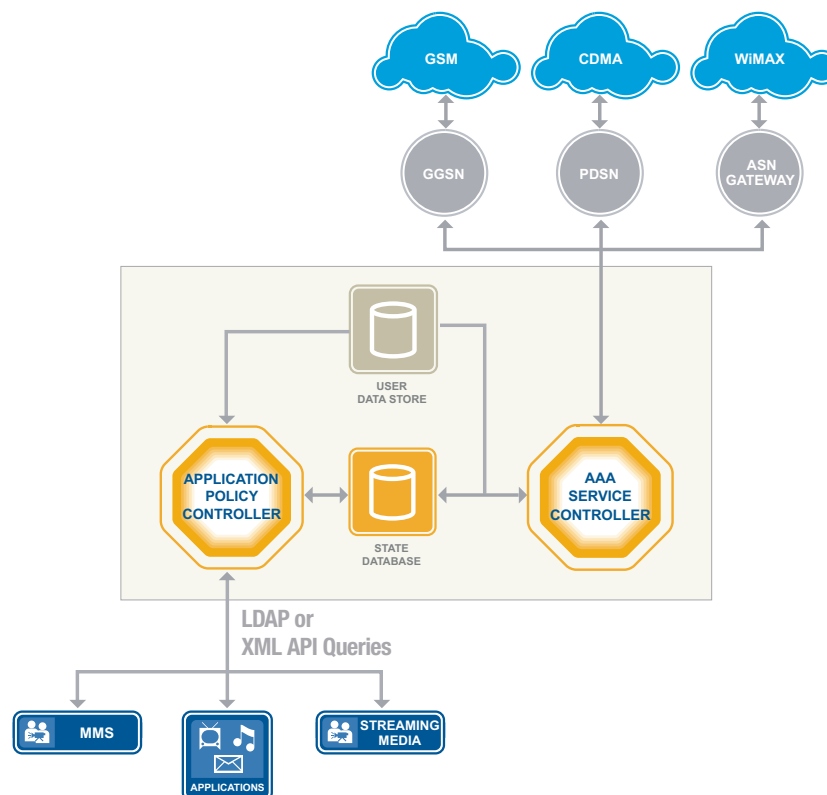 GSM
CDMA
WiMAX
GGSN
PDSN
ASN
GATEWAY
USER
DATA STORE
APPLICATION
POLICY
CONTROLLER
AAA
SERVICE
CONTROLLER
STATE
DATABASE
LDAP or
XML API Queries
MMS
APPLICATIONS
STREAMING
MEDIA